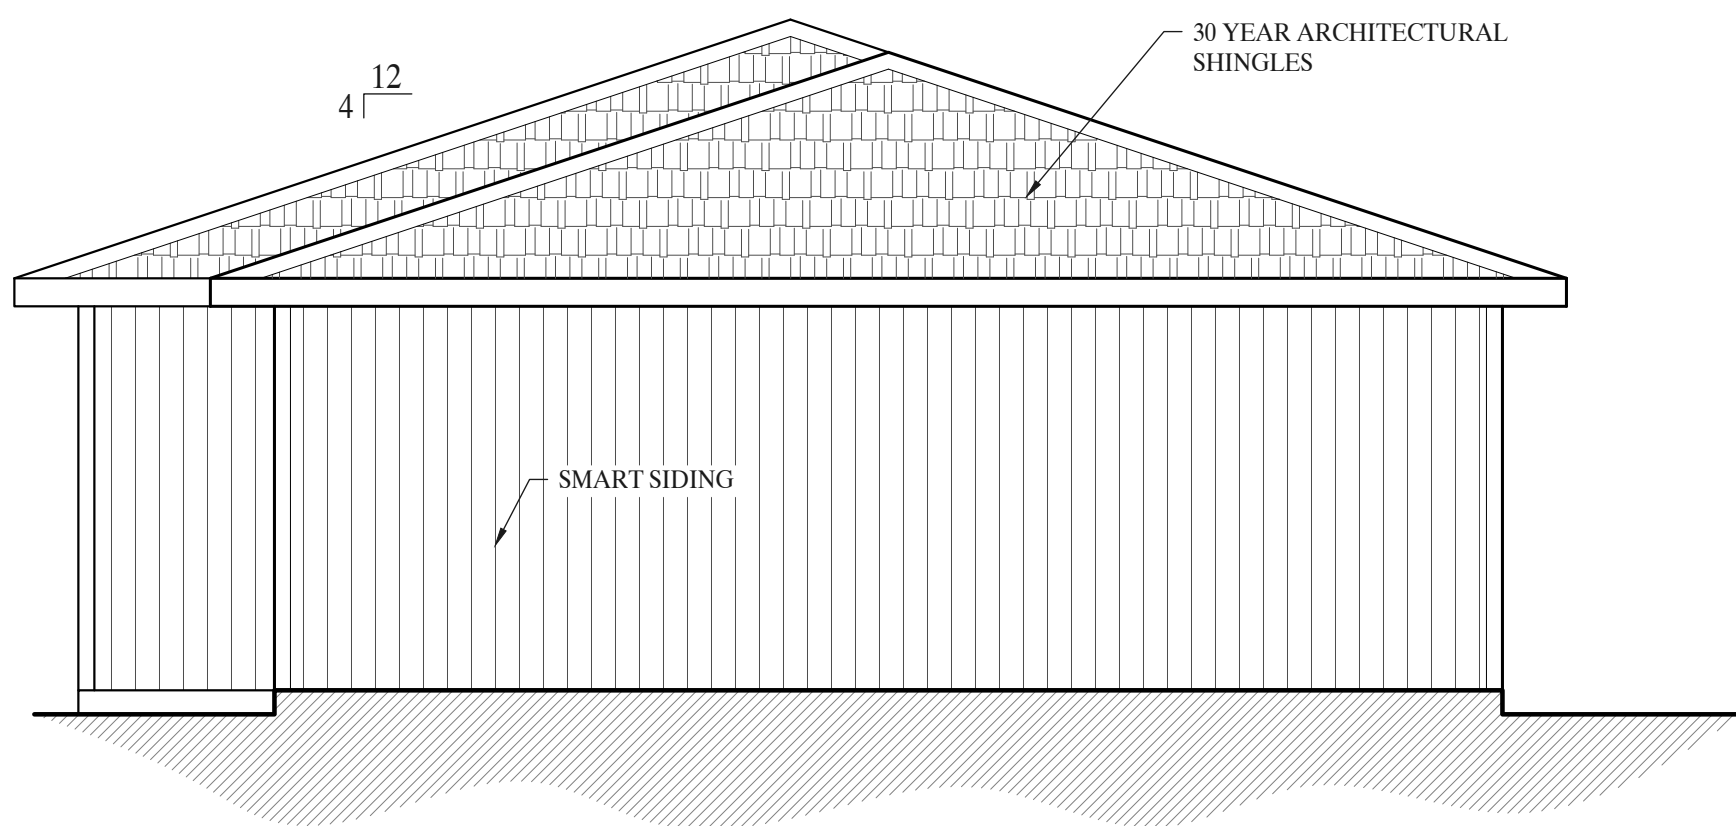 30 YEAR ARCHITECTURAL
SHINGLES
12
4
SMART SIDING